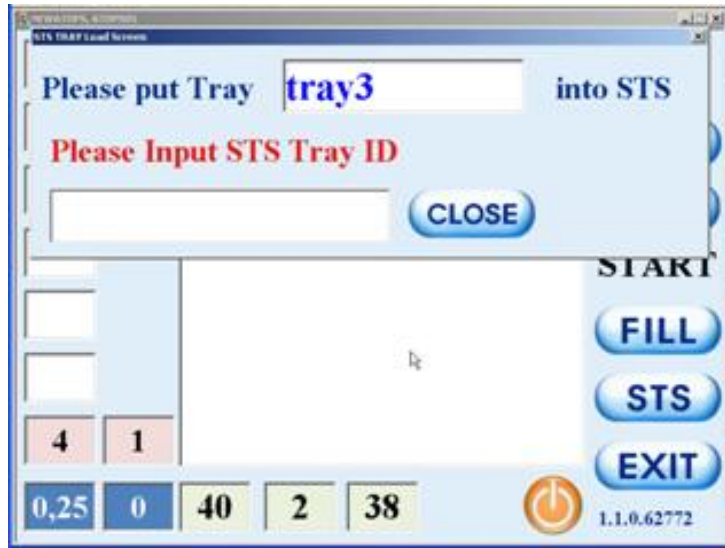 STS TRAY Load Screen
Please put Tray tray3 into STS
Please Input STS Tray ID
CLOSE
START
FILL
STS
4 1
EXIT
0,25 0 40 2 38
1.1.0.62772